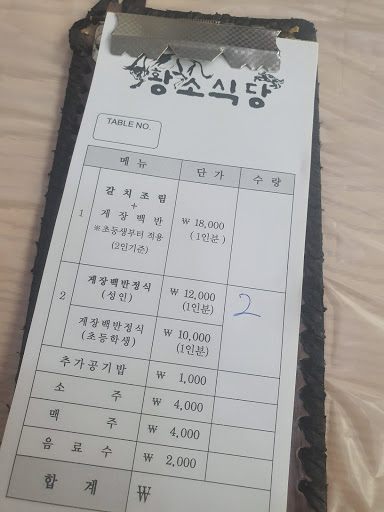 황소식당
TABLE NO.
메뉴 단가 수량
1 갈치조림 + 게장백반 ※초등생부터 적용 (2인기준) ₩ 18,000 (1인분)
2 게장백반정식 (성인) ₩ 12,000 (1인분) 2
게장백반정식 (초등학생) ₩ 10,000 (1인분)
추가공기밥 ₩ 1,000
소주 ₩ 4,000
맥주 ₩ 4,000
음료수 ₩ 2,000
합계 ₩